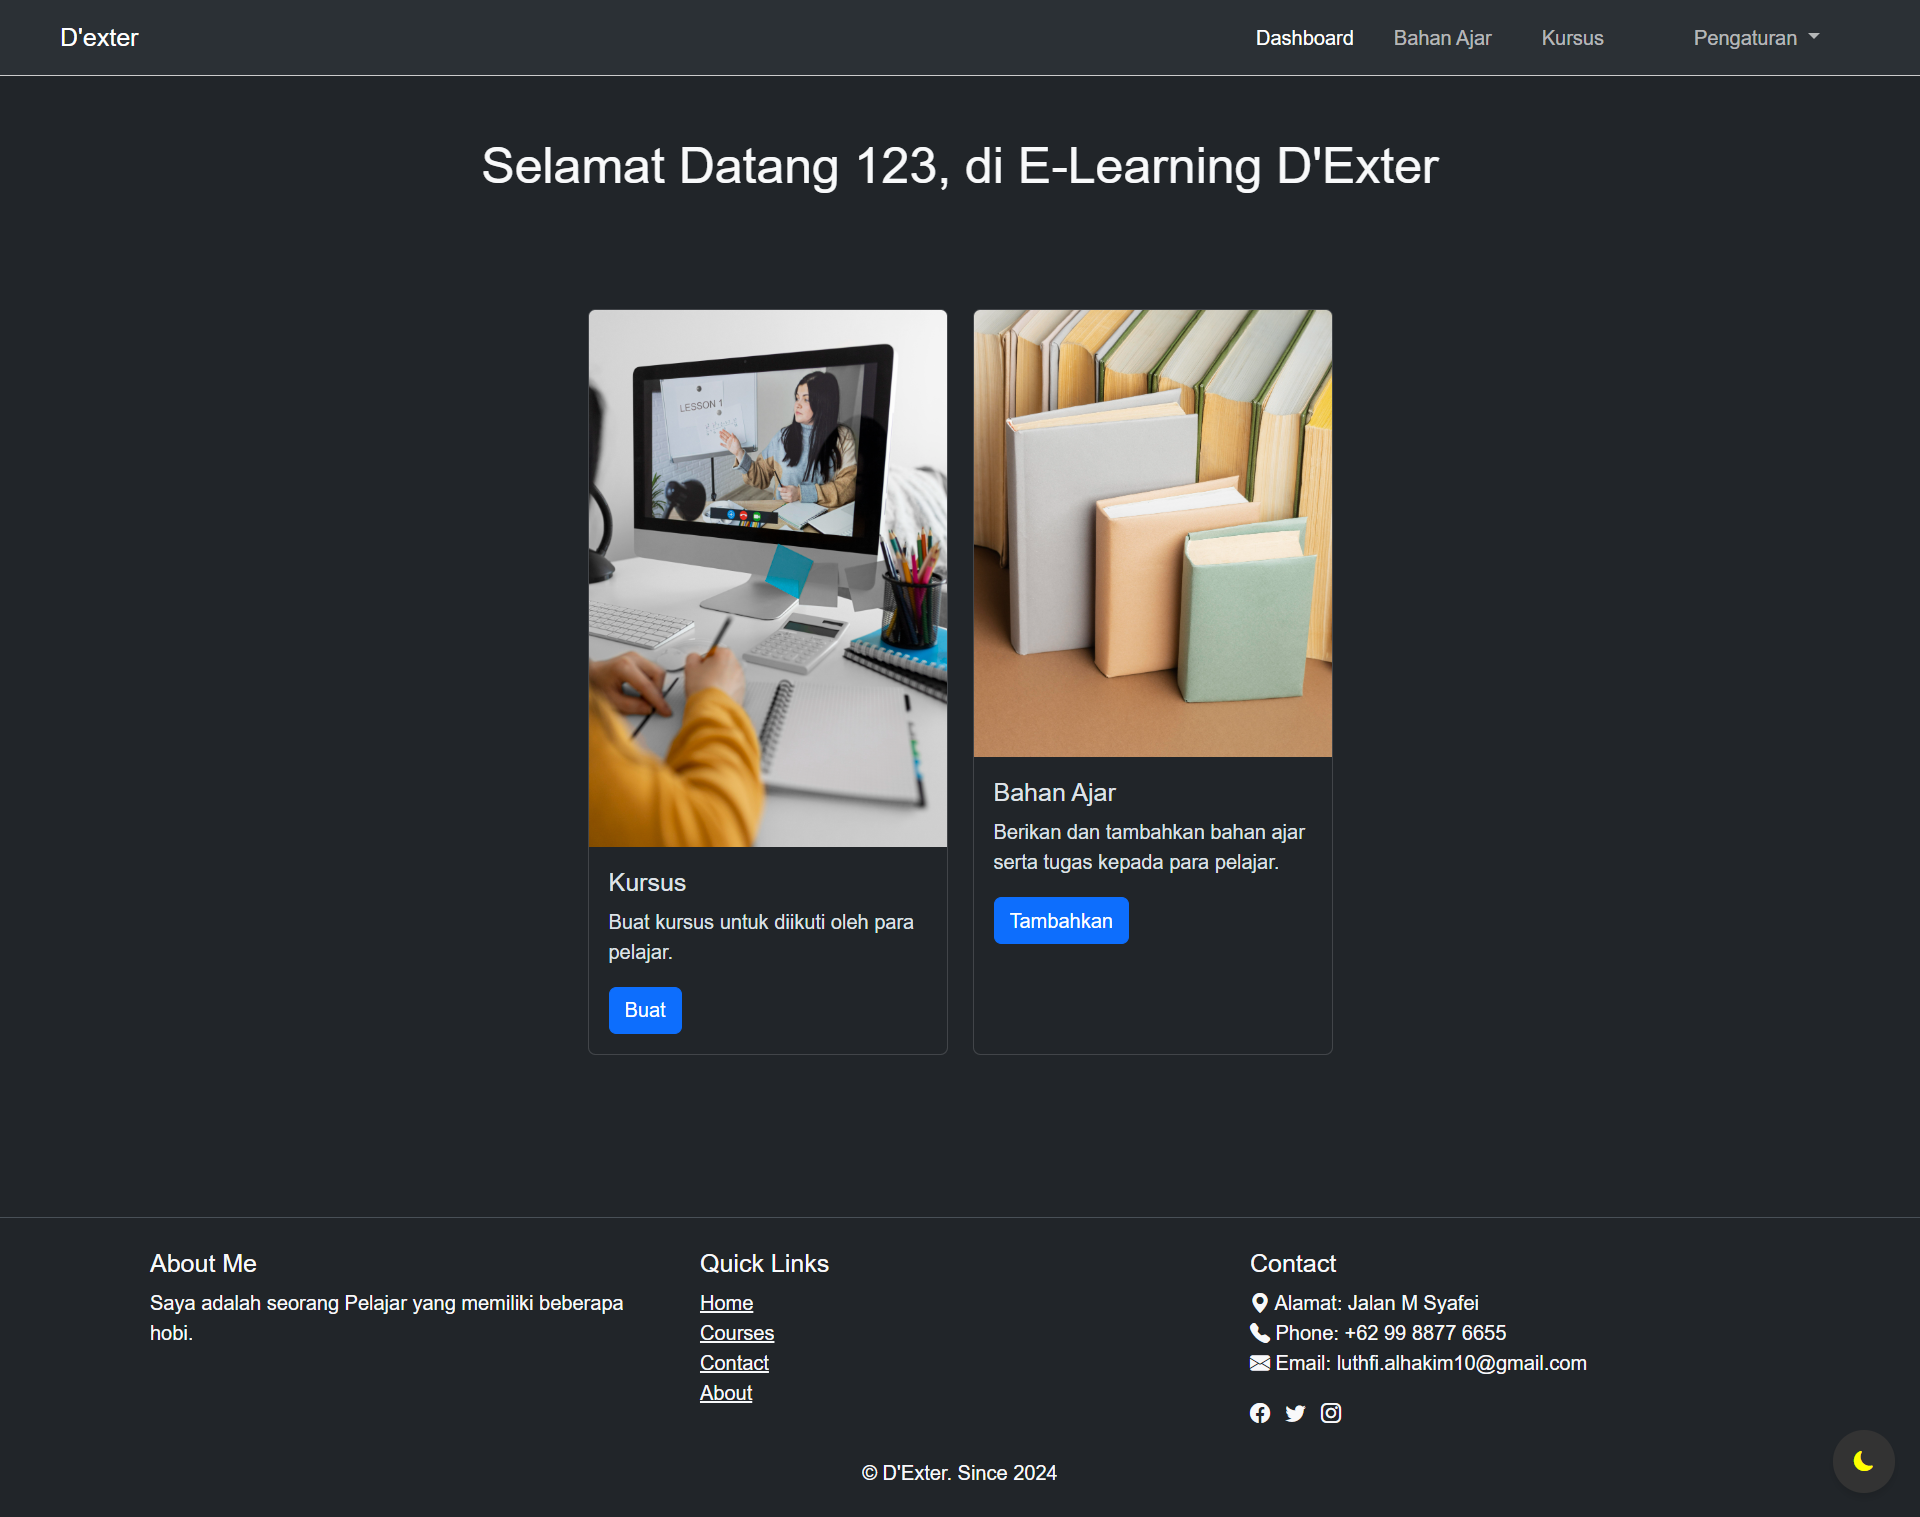 D'exter
Dashboard
Bahan Ajar
Kursus
Pengaturan
Selamat Datang 123, di E-Learning D'Exter
LESSON 1
Kursus
Buat kursus untuk diikuti oleh para
pelajar.
Buat
Bahan Ajar
Berikan dan tambahkan bahan ajar
serta tugas kepada para pelajar.
Tambahkan
About Me
Saya adalah seorang Pelajar yang memiliki beberapa
hobi.
Quick Links
Home
Courses
Contact
About
Contact
Alamat: Jalan M Syafei
Phone: +62 99 8877 6655
Email: luthfi.alhakim10@gmail.com
© D'Exter. Since 2024